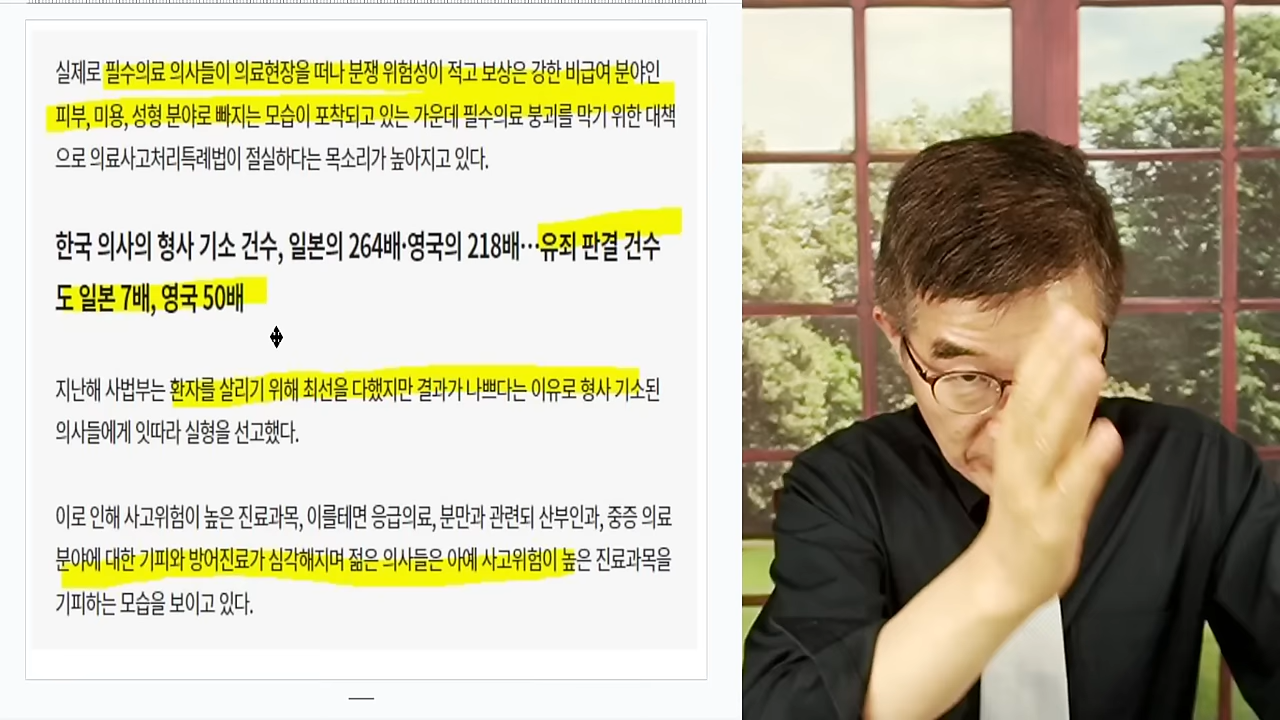 실제로 필수의료 의사들이 의료현장을 떠나 분쟁 위험성이 적고 보상은 강한 비급여 분야인
피부, 미용, 성형 분야로 빠지는 모습이 포착되고 있는 가운데 필수의료 붕괴를 막기 위한 대책
으로 의료사고처리특례법이 절실하다는 목소리가 높아지고 있다.
한국 의사의 형사 기소 건수, 일본의 264배·영국의 218배…유죄 판결 건수
도 일본 7배, 영국 50배
지난해 사법부는 환자를 살리기 위해 최선을 다했지만 결과가 나쁘다는 이유로 형사 기소된
의사들에게 잇따라 실형을 선고했다.
이로 인해 사고위험이 높은 진료과목, 이를테면 응급의료, 분만과 관련되 산부인과, 중증 의료
분야에 대한 기피와 방어진료가 심각해지며 젊은 의사들은 아예 사고위험이 높은 진료과목을
기피하는 모습을 보이고 있다.